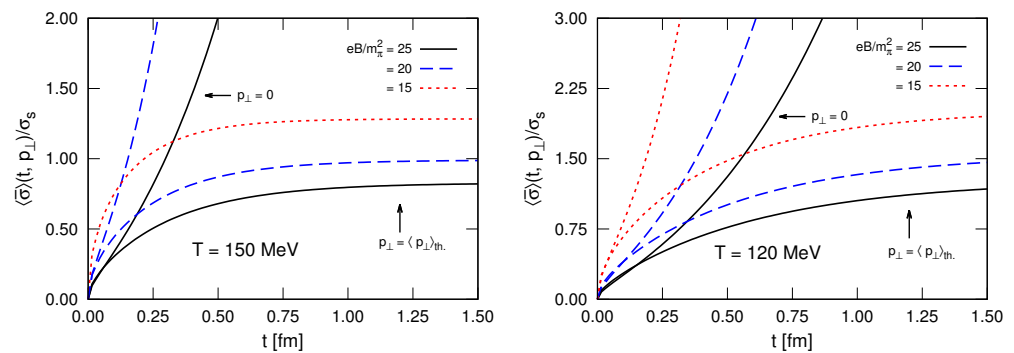 2.00
1.50
1.00
0.50
0.00
⟨σ̅⟩(t, p⊥)/σs
eB/mπ² = 25
= 20
= 15
p⊥ = 0
p⊥ = ⟨ p⊥⟩th.
T = 150 MeV
0.00 0.25 0.50 0.75 1.00 1.25 1.50
t [fm]
3.00
2.25
1.50
0.75
0.00
⟨σ̅⟩(t, p⊥)/σs
eB/mπ² = 25
= 20
= 15
p⊥ = 0
p⊥ = ⟨ p⊥⟩th.
T = 120 MeV
0.00 0.25 0.50 0.75 1.00 1.25 1.50
t [fm]